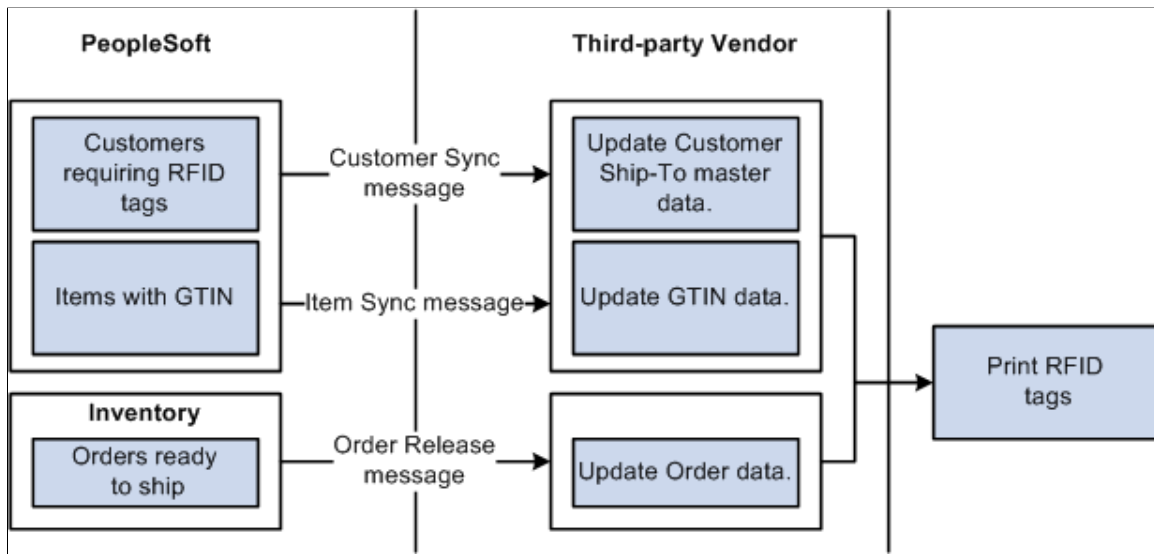 PeopleSoft
Third-party Vendor
Customers
requiring RFID
tags
Customer Sync
message
Update Customer
Ship-To master
data.
Items with GTIN
Item Sync message
Update GTIN data.
Print RFID
tags
Inventory
Orders ready
to ship
Order Release
message
Update Order data.